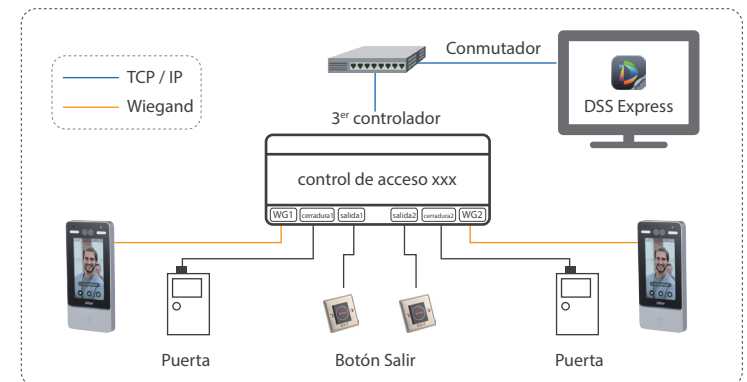 Conmutador
TCP / IP
Wiegand
DSS Express
3er controlador
control de acceso xxx
WG1 cerradura1 salida1 salida2 cerradura2 WG2
Puerta
Botón Salir
Puerta